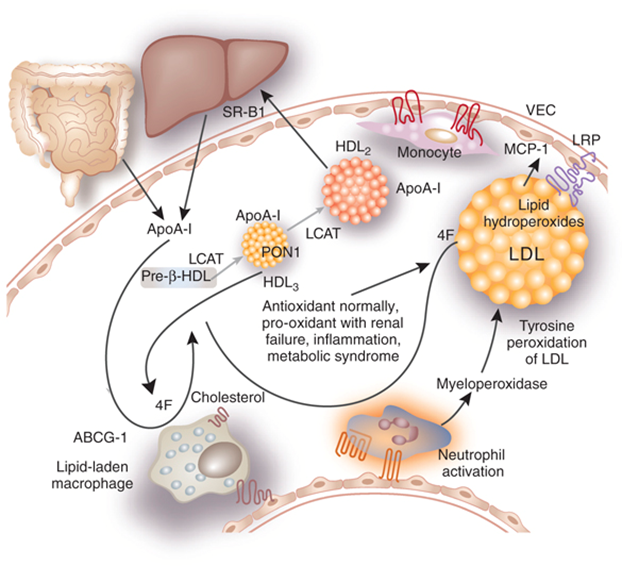 SR-B1
VEC
LRP
MCP-1
HDL2
Monocyte
ApoA-I
Lipid
hydroperoxides
LDL
ApoA-I
ApoA-I
PON1
LCAT
LCAT
Pre-β-HDL
HDL3
4F
Antioxidant normally,
pro-oxidant with renal
failure, inflammation,
metabolic syndrome
Tyrosine
peroxidation
of LDL
Myeloperoxidase
Cholesterol
4F
ABCG-1
Lipid-laden
macrophage
Neutrophil
activation